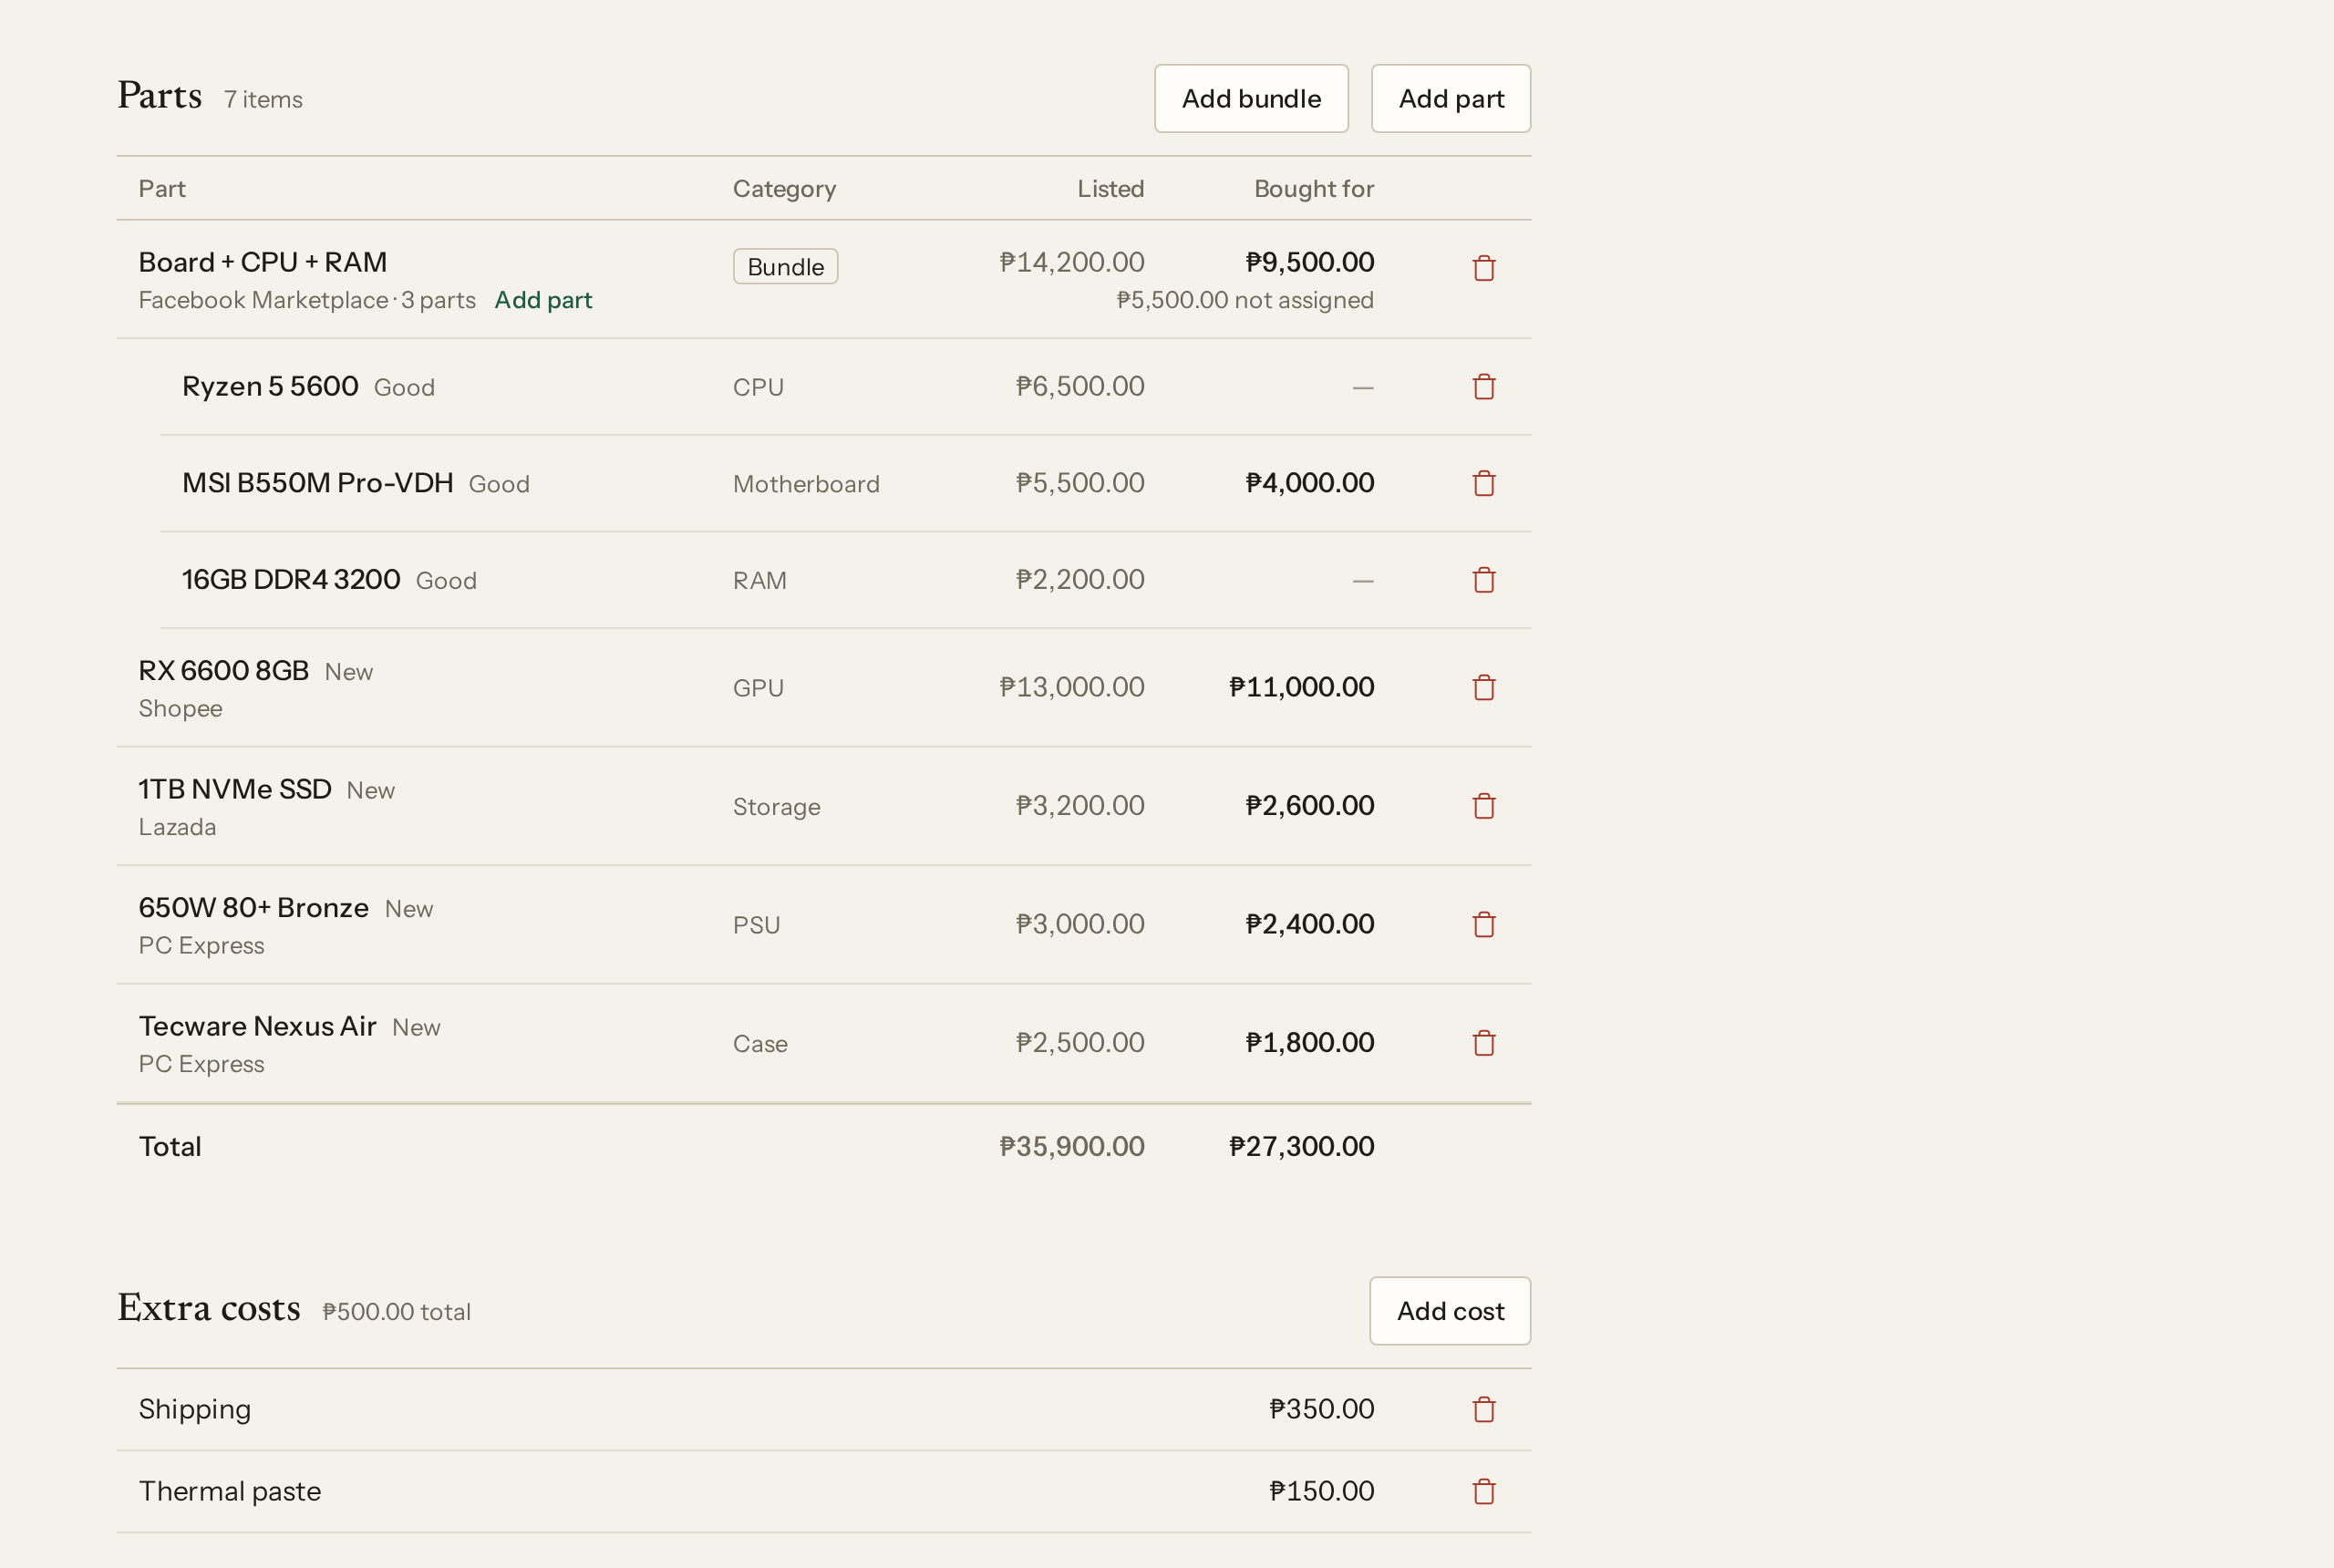 Parts 7 items Add bundle Add part
Part Category Listed Bought for
Board + CPU + RAM Bundle ₱14,200.00 ₱9,500.00
Facebook Marketplace · 3 parts Add part ₱5,500.00 not assigned
Ryzen 5 5600 Good CPU ₱6,500.00 —
MSI B550M Pro-VDH Good Motherboard ₱5,500.00 ₱4,000.00
16GB DDR4 3200 Good RAM ₱2,200.00 —
RX 6600 8GB New GPU ₱13,000.00 ₱11,000.00
Shopee
1TB NVMe SSD New Storage ₱3,200.00 ₱2,600.00
Lazada
650W 80+ Bronze New PSU ₱3,000.00 ₱2,400.00
PC Express
Tecware Nexus Air New Case ₱2,500.00 ₱1,800.00
PC Express
Total ₱35,900.00 ₱27,300.00
Extra costs ₱500.00 total Add cost
Shipping ₱350.00
Thermal paste ₱150.00